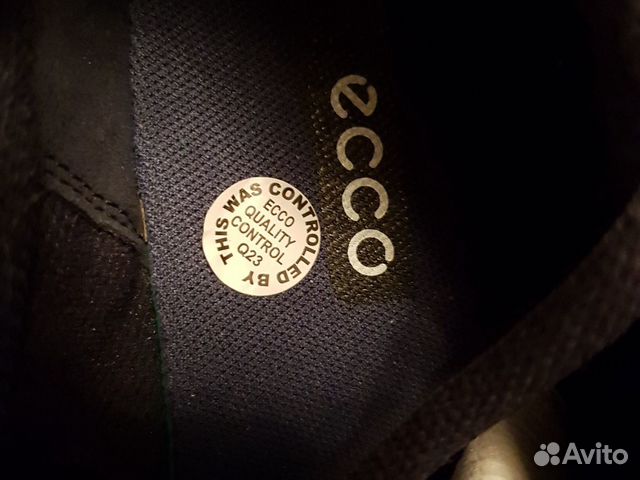 ecco
THIS WAS CONTROLLED BY
ECCO
QUALITY
CONTROL
Q23
Avito